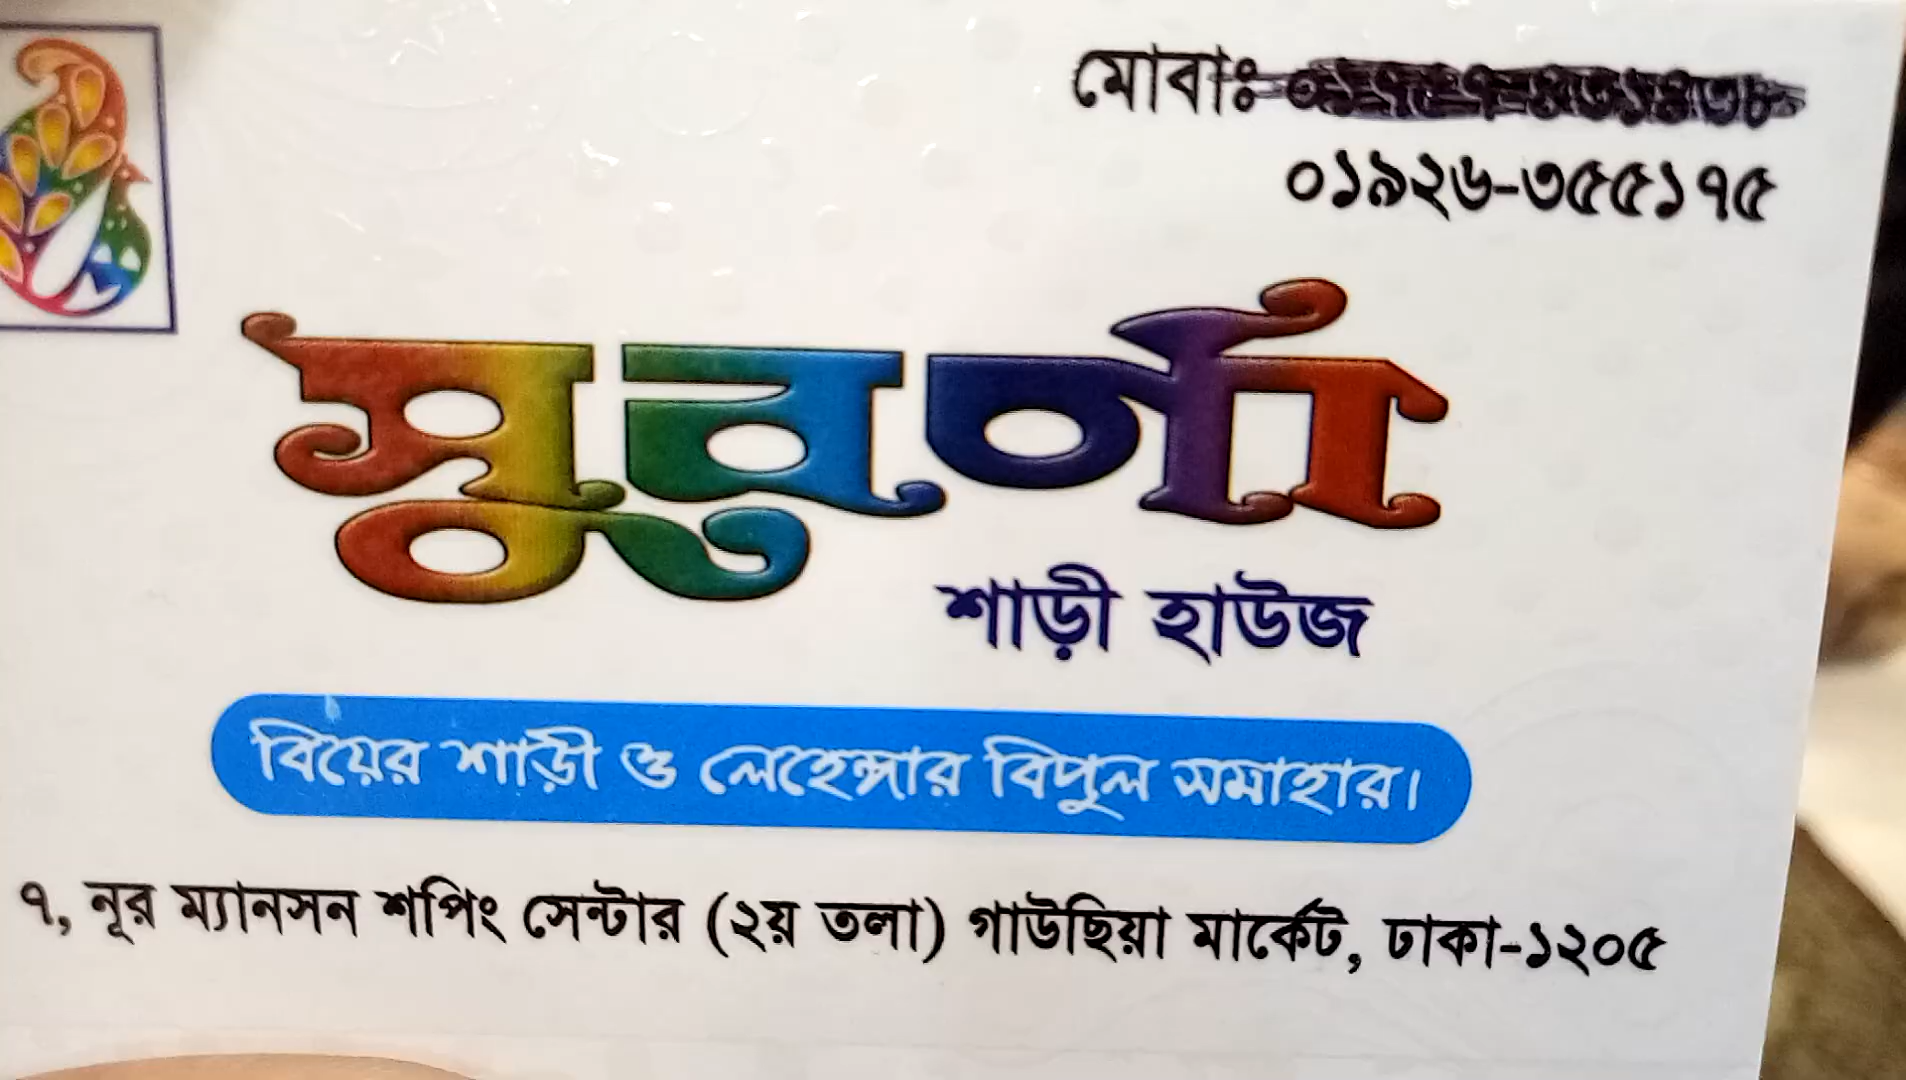 মোবাঃ
০১৯২৬-৩৫৫১৭৫
সুবর্ণা
শাড়ী হাউজ
বিয়ের শাড়ী ও লেহেঙ্গার বিপুল সমাহার।
৭, নূর ম্যানসন শপিং সেন্টার (২য় তলা) গাউছিয়া মার্কেট, ঢাকা-১২০৫